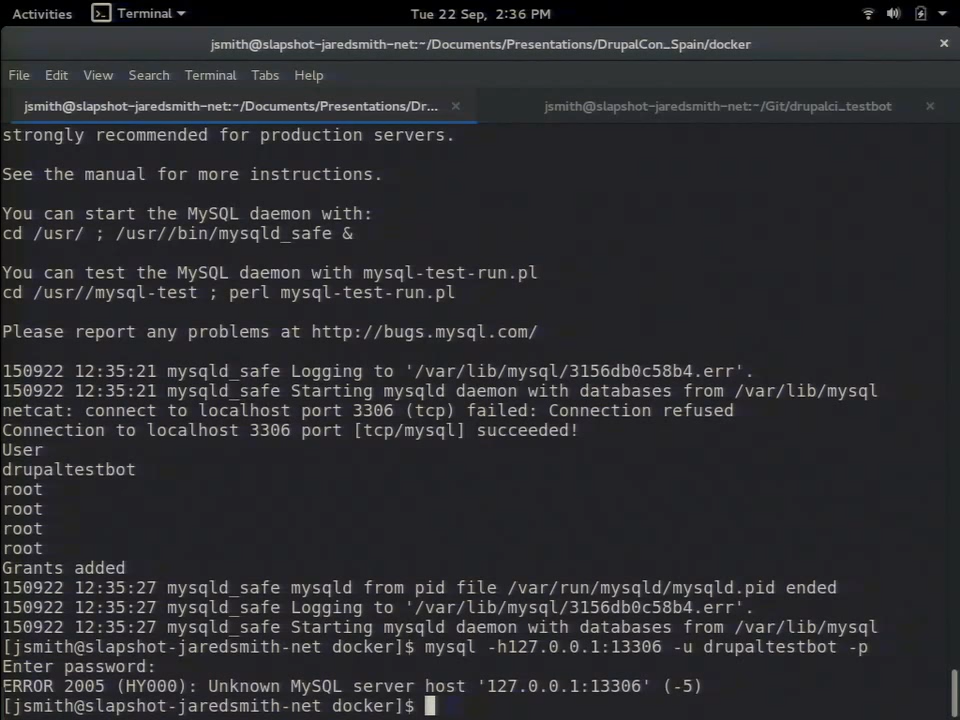 Activities
Terminal
Tue 22 Sep, 2:36 PM
jsmith@slapshot-jaredsmith-net:~/Documents/Presentations/DrupalCon_Spain/docker
File Edit View Search Terminal Tabs Help
jsmith@slapshot-jaredsmith-net:~/Documents/Presentations/Dr...
jsmith@slapshot-jaredsmith-net:~/Git/drupalci_testbot
strongly recommended for production servers.
See the manual for more instructions.
You can start the MySQL daemon with:
cd /usr/ ; /usr//bin/mysqld_safe &
You can test the MySQL daemon with mysql-test-run.pl
cd /usr//mysql-test ; perl mysql-test-run.pl
Please report any problems at http://bugs.mysql.com/
150922 12:35:21 mysqld_safe Logging to '/var/lib/mysql/3156db0c58b4.err'.
150922 12:35:21 mysqld_safe Starting mysqld daemon with databases from /var/lib/mysql
netcat: connect to localhost port 3306 (tcp) failed: Connection refused
Connection to localhost 3306 port [tcp/mysql] succeeded!
User
drupaltestbot
root
root
root
root
Grants added
150922 12:35:27 mysqld_safe mysqld from pid file /var/run/mysqld/mysqld.pid ended
150922 12:35:27 mysqld_safe Logging to '/var/lib/mysql/3156db0c58b4.err'.
150922 12:35:27 mysqld_safe Starting mysqld daemon with databases from /var/lib/mysql
[jsmith@slapshot-jaredsmith-net docker]$ mysql -h127.0.0.1:13306 -u drupaltestbot -p
Enter password:
ERROR 2005 (HY000): Unknown MySQL server host '127.0.0.1:13306' (-5)
[jsmith@slapshot-jaredsmith-net docker]$